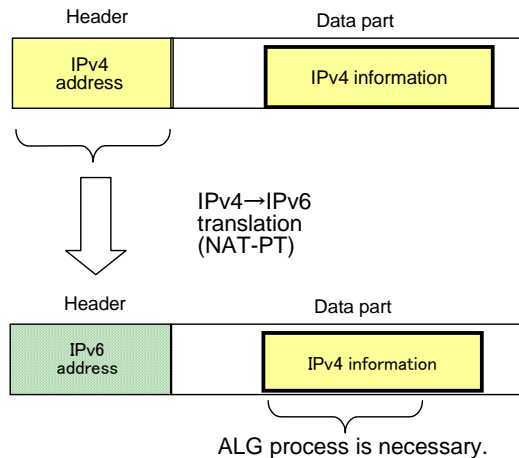 Header
Data part
IPv4
address
IPv4 information
IPv4→IPv6
translation
(NAT-PT)
Header
Data part
IPv6
address
IPv4 information
ALG process is necessary.